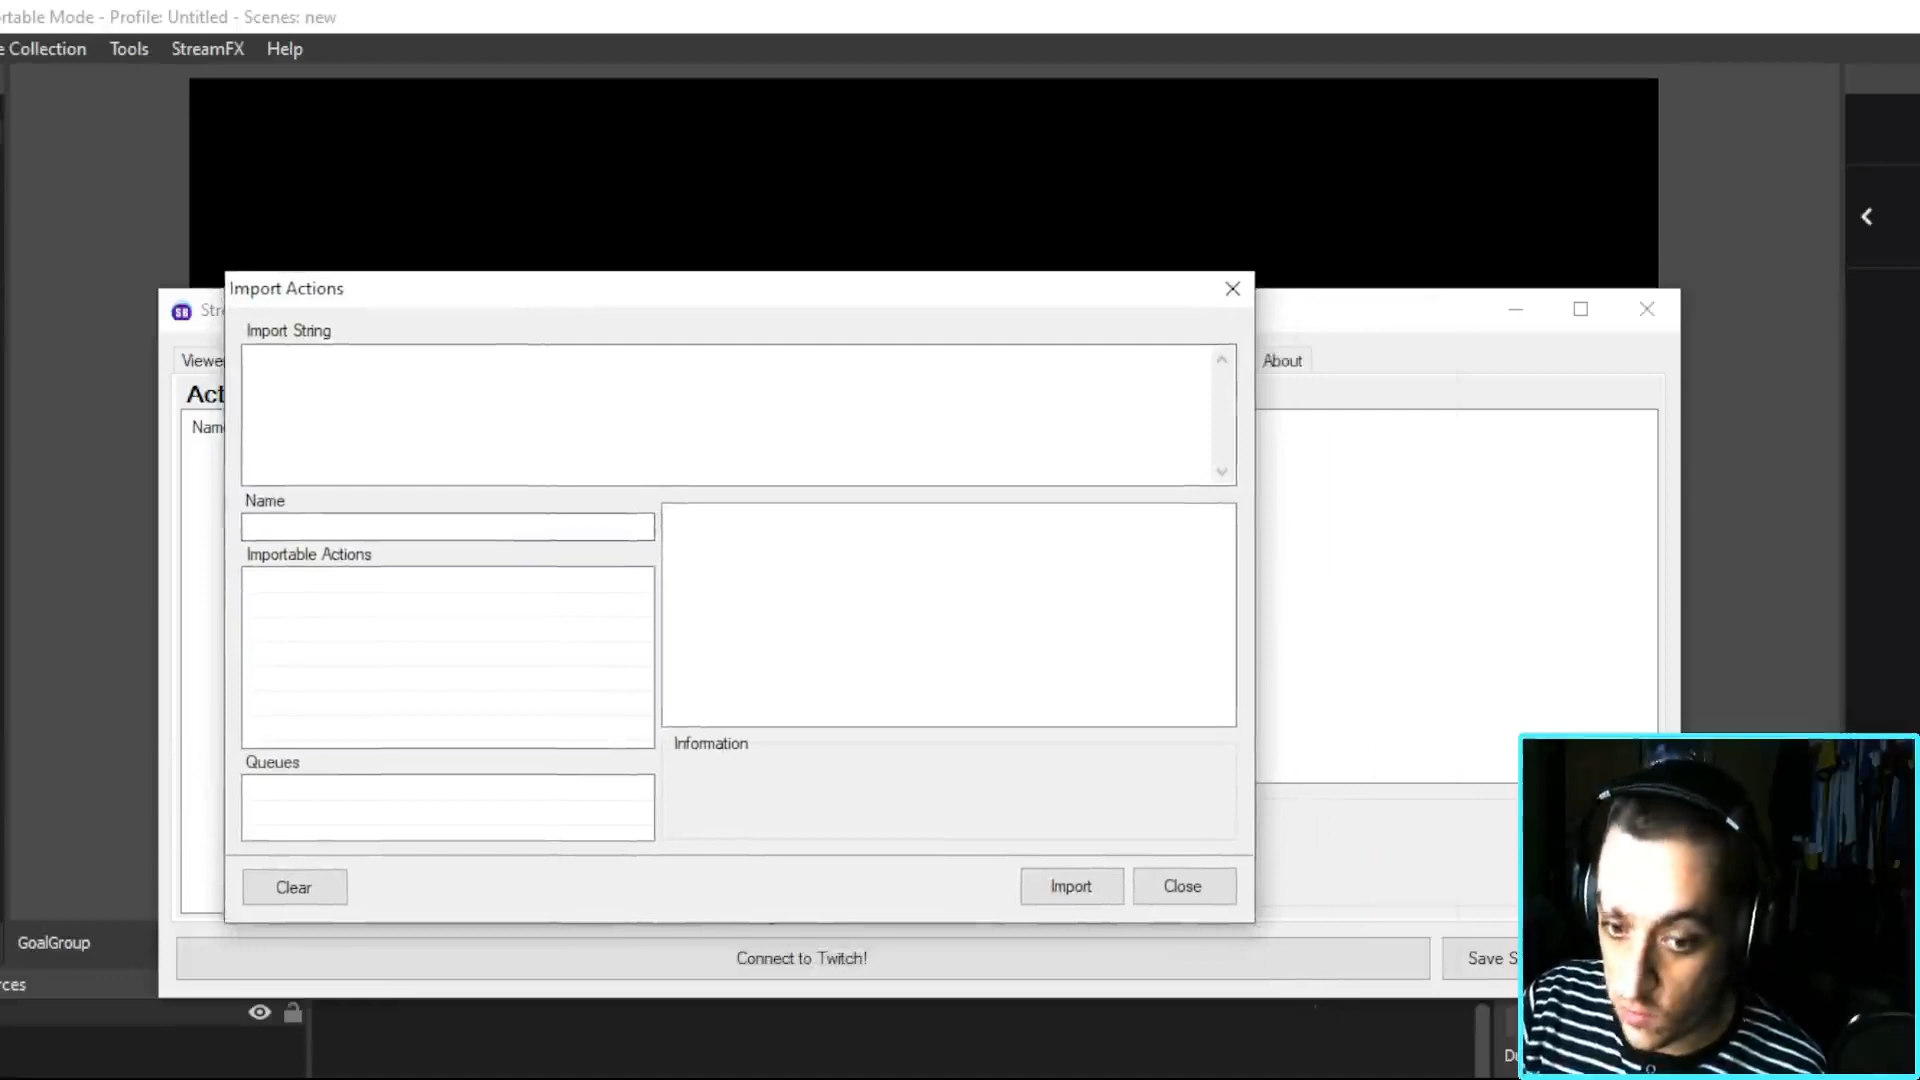 rtable Mode - Profile: Untitled - Scenes: new
e Collection Tools StreamFX Help
Import Actions
Str
Import String
Viewe
About
Act
Nam
Name
Importable Actions
Information
Queues
Clear
Import
Close
GoalGroup
Connect to Twitch!
Save S
rces